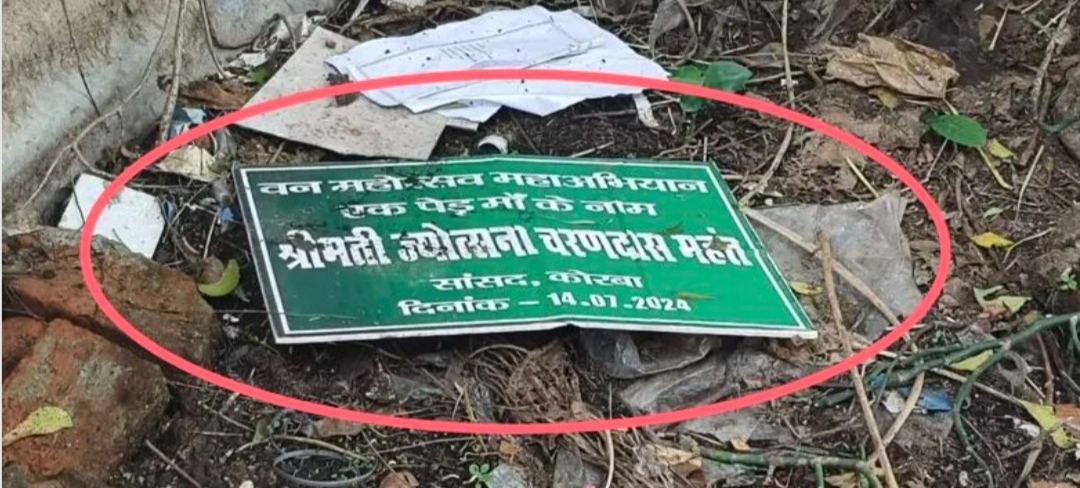 वन महोत्सव महाअभियान
एक पेड़ माँ के नाम
श्रीमती ज्योत्सना चरणदास महंत
सांसद, कोरबा
दिनांक - 14.07.2024